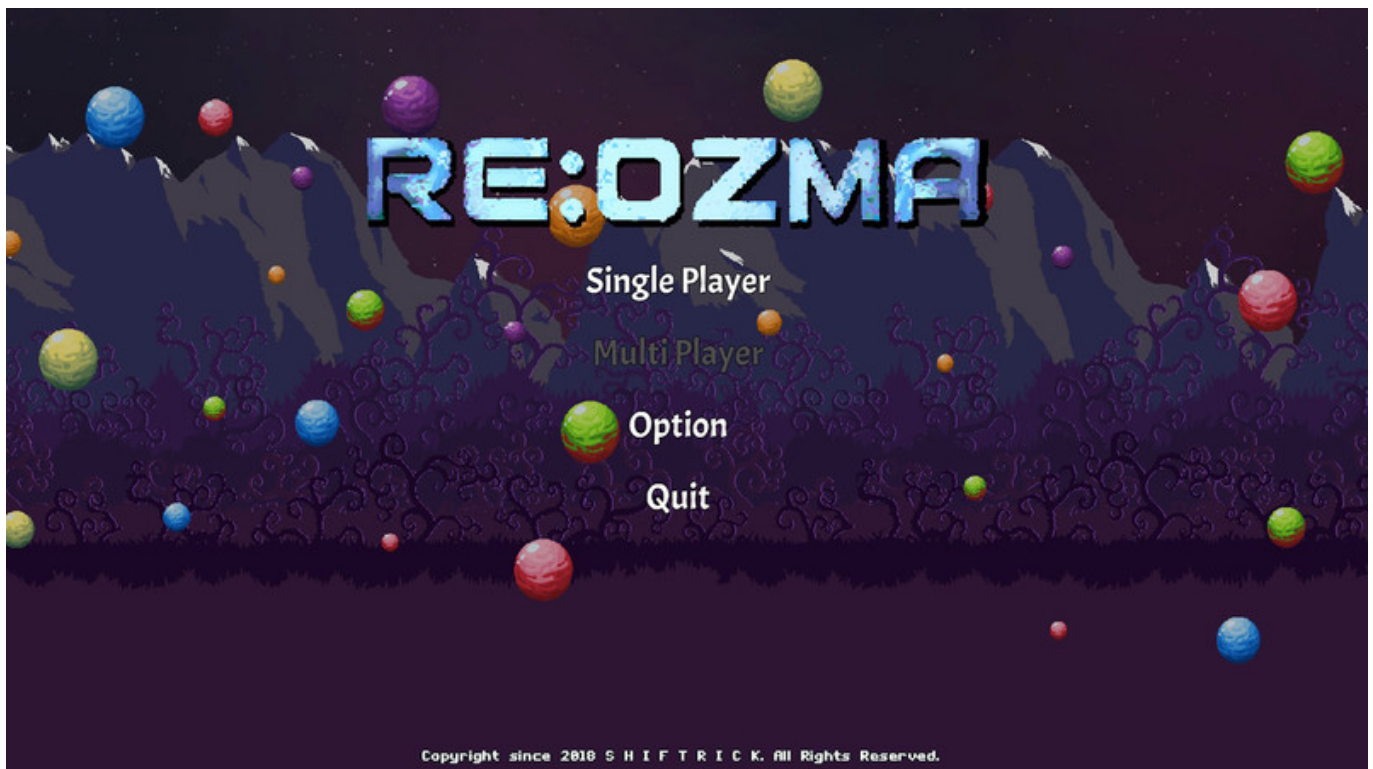 RE:OZMA
Single Player
Multi Player
Option
Quit
Copyright since 2018 S H I F T R I C K. All Rights Reserved.